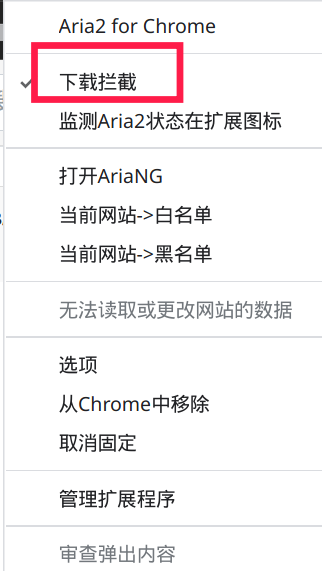 Aria2 for Chrome
下载拦截
监测Aria2状态在扩展图标
打开AriaNG
当前网站->白名单
当前网站->黑名单
无法读取或更改网站的数据
选项
从Chrome中移除
取消固定
管理扩展程序
审查弹出内容